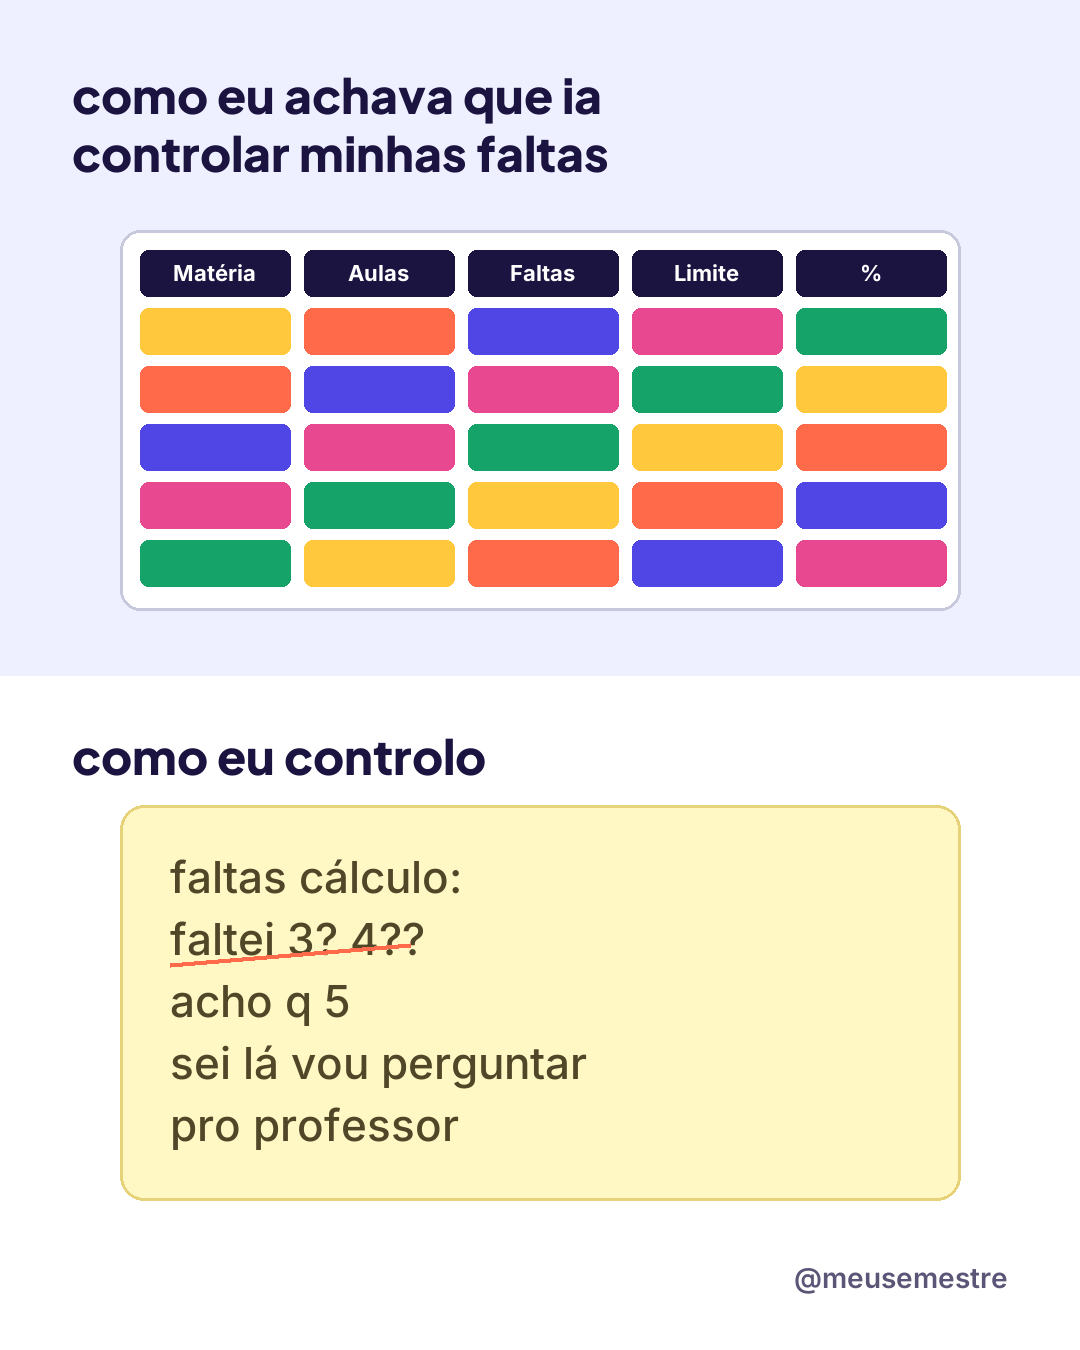 como eu achava que ia
controlar minhas faltas
Matéria Aulas Faltas Limite %
como eu controlo
faltas cálculo:
faltei 3? 4??
acho q 5
sei lá vou perguntar
pro professor
@meusemestre